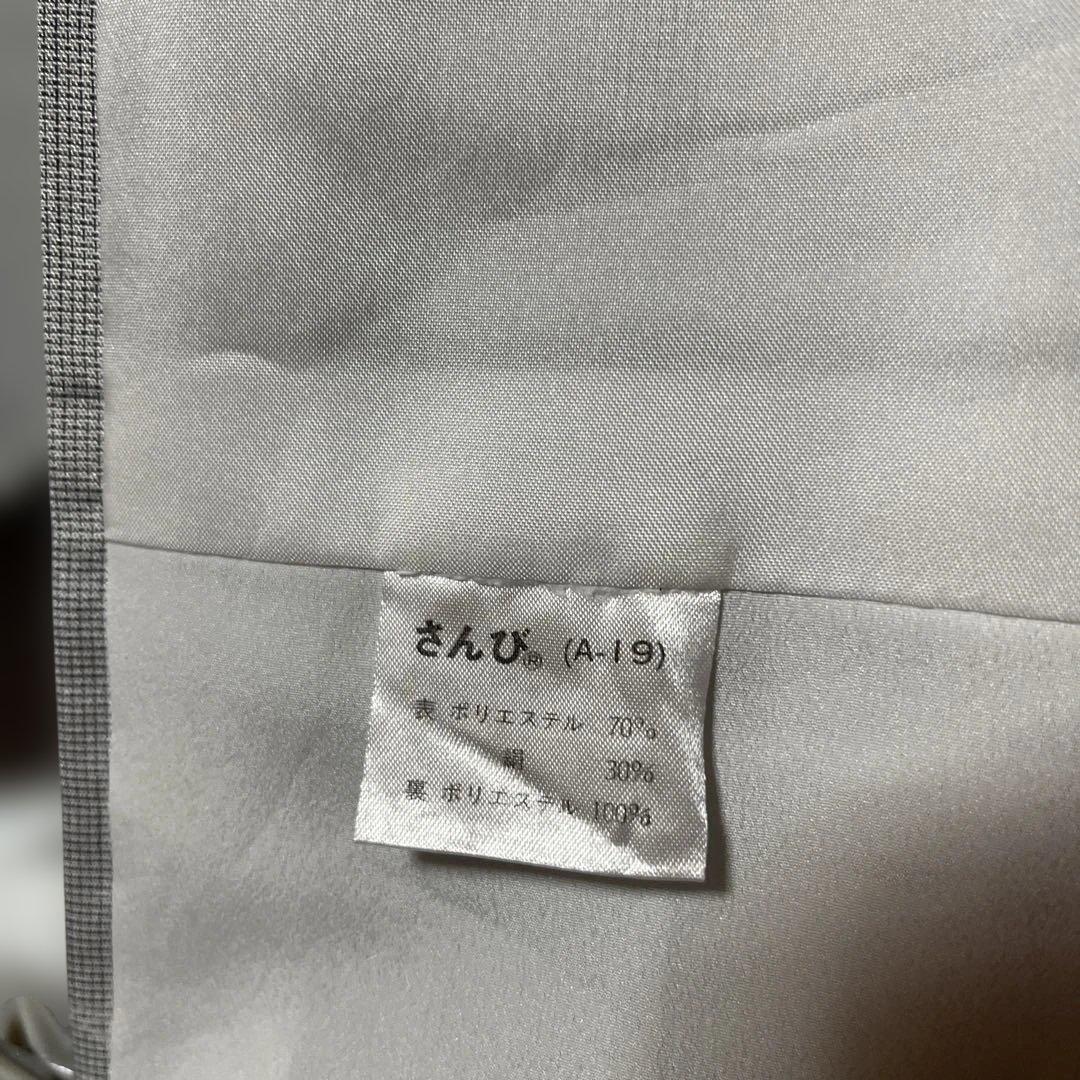 さんび® (A-19)
表 ポリエステル 70%
絹 30%
裏 ポリエステル 100%